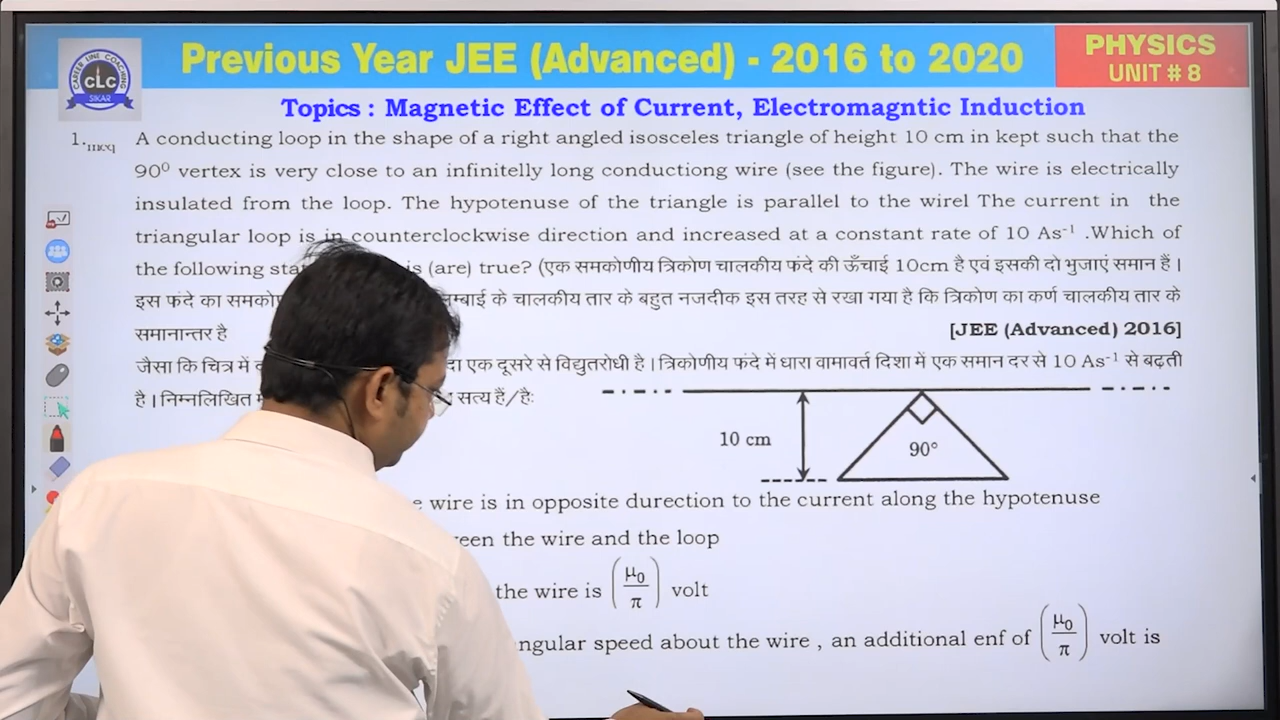 CAREER LINE COACHING
CLC
SIKAR
Previous Year JEE (Advanced) - 2016 to 2020
PHYSICS
UNIT # 8
Topics : Magnetic Effect of Current, Electromagntic Induction
1.mcq A conducting loop in the shape of a right angled isosceles triangle of height 10 cm in kept such that the
90⁰ vertex is very close to an infinitelly long conductiong wire (see the figure). The wire is electrically
insulated from the loop. The hypotenuse of the triangle is parallel to the wirel The current in the
triangular loop is in counterclockwise direction and increased at a constant rate of 10 As⁻¹ .Which of
the following is (are) true? (एक समकोणीय त्रिकोण चालकीय फंदे की ऊँचाई 10cm है एवं इसकी दो भुजाएं समान हैं।
इस फंदे का के चालकीय तार के बहुत नजदीक इस तरह से रखा गया है कि त्रिकोण का कर्ण चालकीय तार के
समानान्तर है
[JEE (Advanced) 2016]
जैसा कि चित्र में एक दूसरे से विद्युतरोधी है। त्रिकोणीय फंदे में धारा वामावर्त दिशा में एक समान दर से 10 As⁻¹ से बढ़ती
है। निम्नलिखित सत्य हैं/है:
10 cm
90°
wire is in opposite durection to the current along the hypotenuse
the wire and the loop
the wire is (μ₀/π) volt
speed about the wire , an additional enf of (μ₀/π) volt is